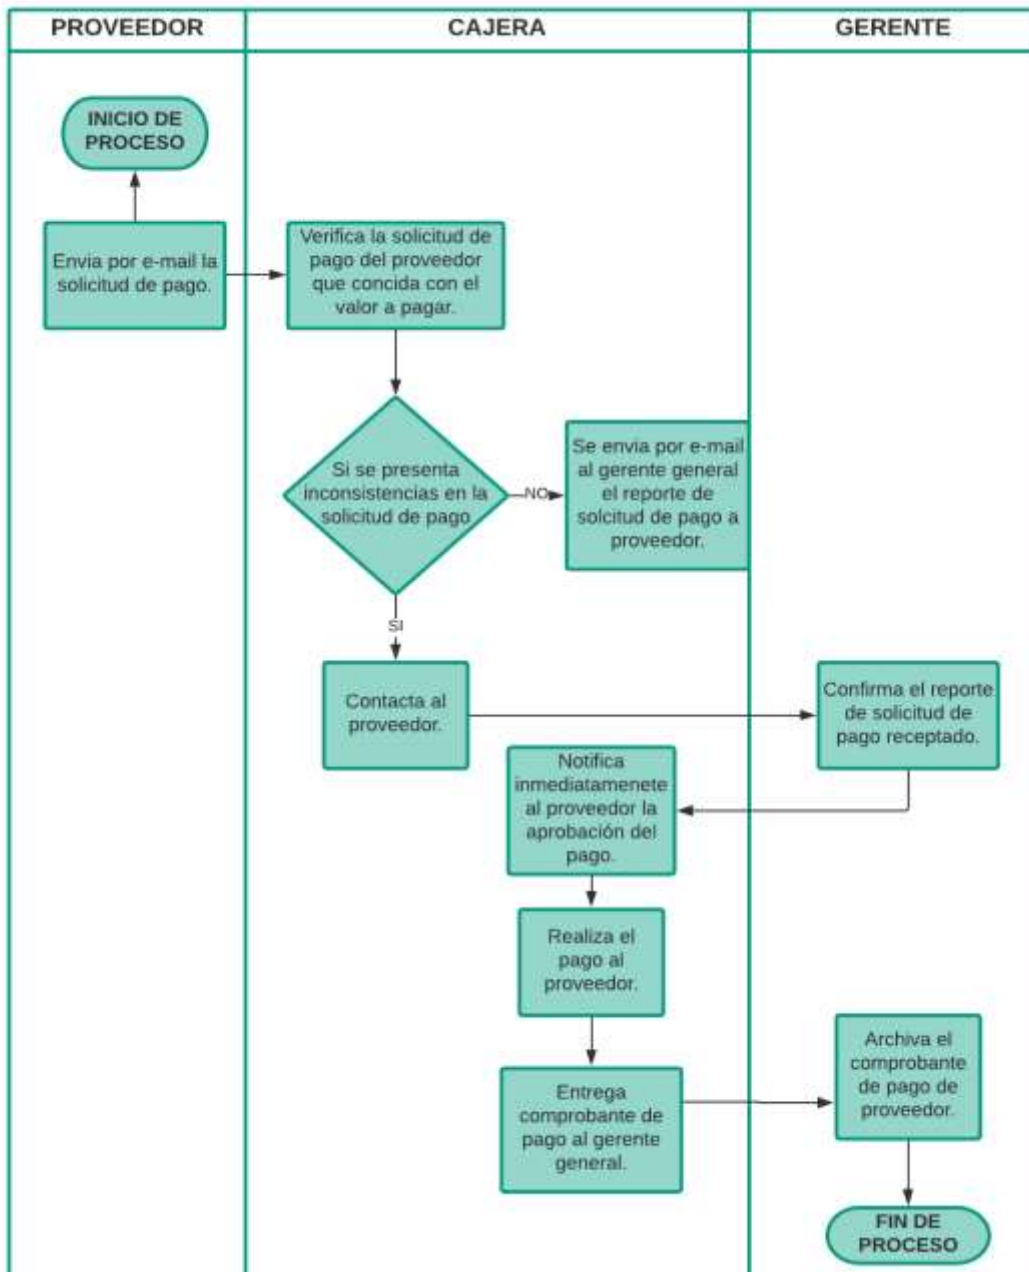 PROVEEDOR
CAJERA
GERENTE
INICIO DE
PROCESO
Envia por e-mail la
solicitud de pago.
Verifica la solicitud de
pago del proveedor
que concida con el
valor a pagar.
Si se presenta
inconsistencias en la
solicitud de pago
NO
Se envia por e-mail
al gerente general
el reporte de
solcitud de pago a
proveedor.
SI
Contacta al
proveedor.
Confirma el reporte
de solicitud de
pago receptado.
Notifica
inmediatamenete
al proveedor la
aprobación del
pago.
Realiza el
pago al
proveedor.
Entrega
comprobante de
pago al gerente
general.
Archiva el
comprobante
de pago de
proveedor.
FIN DE
PROCESO